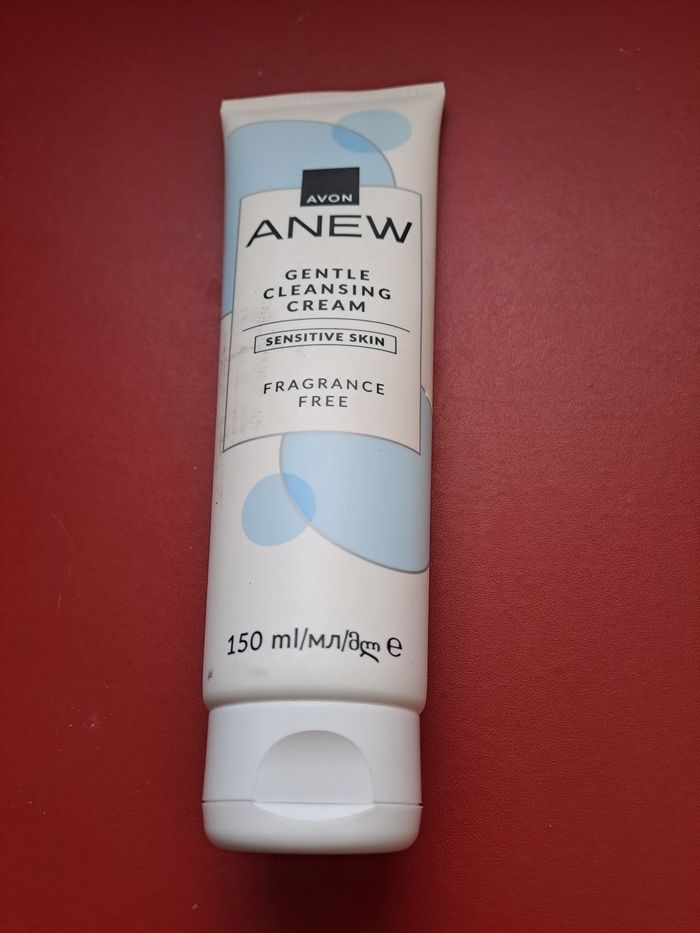 AVON
ANEW
GENTLE
CLEANSING
CREAM
SENSITIVE SKIN
FRAGRANCE
FREE
150 ml/мл/მლ ℮